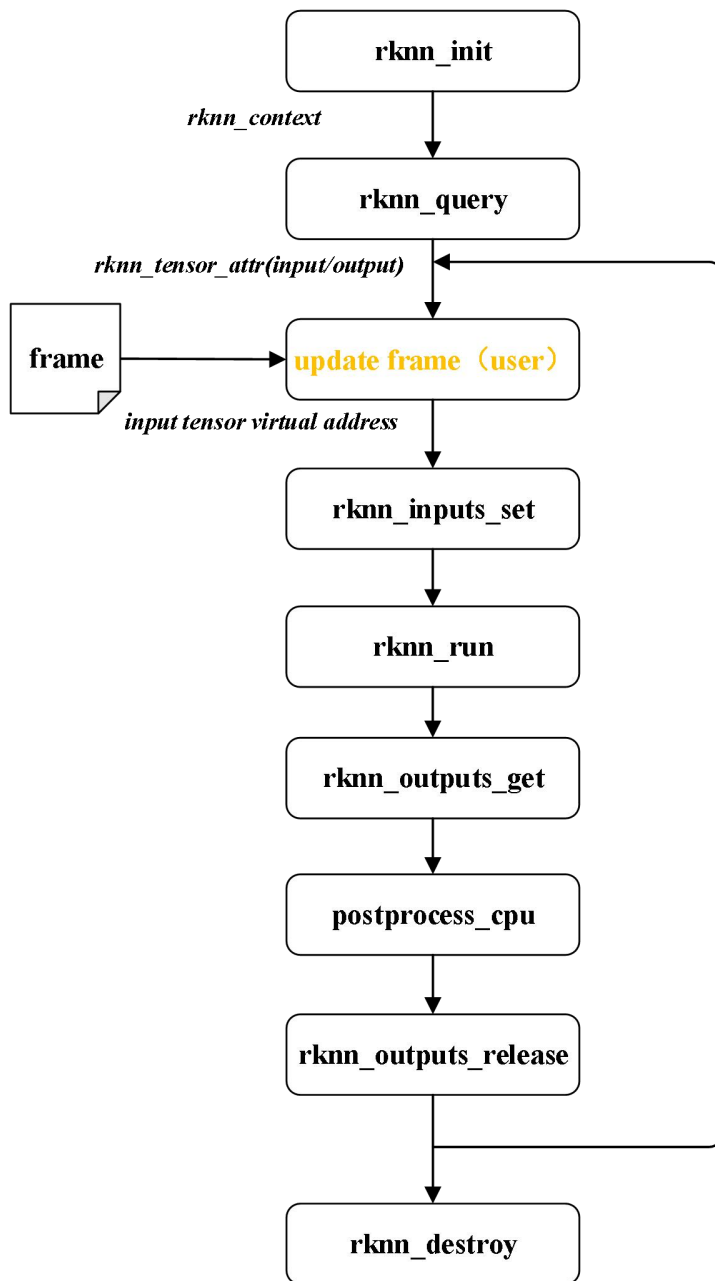 rknn_init
rknn_context
rknn_query
rknn_tensor_attr(input/output)
frame
update frame（user）
input tensor virtual address
rknn_inputs_set
rknn_run
rknn_outputs_get
postprocess_cpu
rknn_outputs_release
rknn_destroy